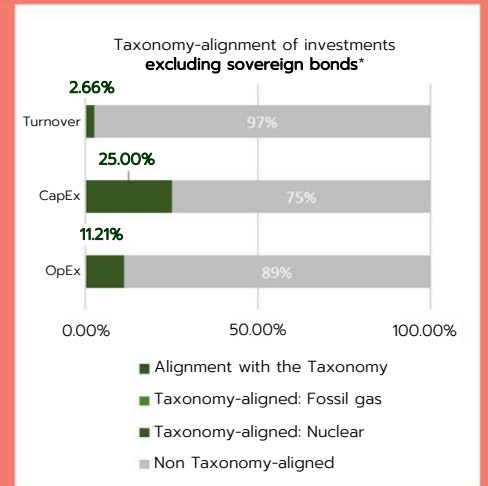 Taxonomy-alignment of investments
excluding sovereign bonds*
2.66%
Turnover
97%
25.00%
CapEx
75%
11.21%
OpEx
89%
0.00%
50.00%
100.00%
Alignment with the Taxonomy
Taxonomy-aligned: Fossil gas
Taxonomy-aligned: Nuclear
Non Taxonomy-aligned